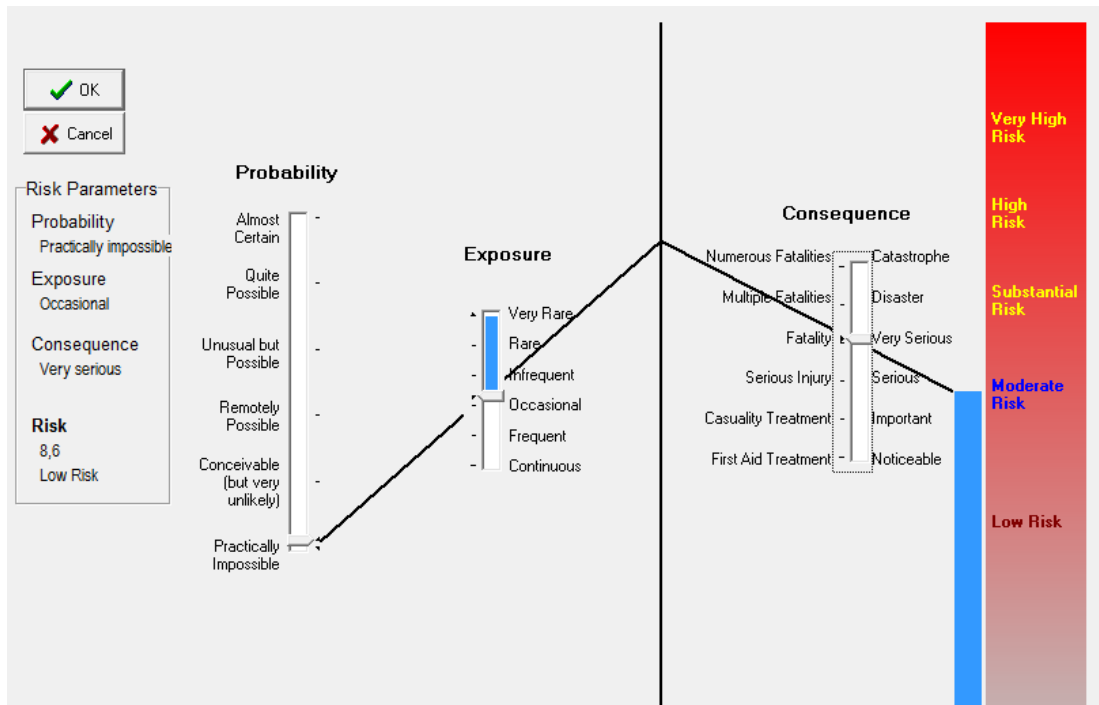 OK
Cancel
Risk Parameters
Probability
Practically impossible
Exposure
Occasional
Consequence
Very serious
Risk
8,6
Low Risk
Probability
Almost
Certain
Quite
Possible
Unusual but
Possible
Remotely
Possible
Conceivable
(but very
unlikely)
Practically
Impossible
Exposure
Very Rare
Rare
Infrequent
Occasional
Frequent
Continuous
Consequence
Numerous Fatalities Catastrophe
Multiple Fatalities Disaster
Fatality Very Serious
Serious Injury Serious
Casuality Treatment Important
First Aid Treatment Noticeable
Very High
Risk
High
Risk
Substantial
Risk
Moderate
Risk
Low Risk